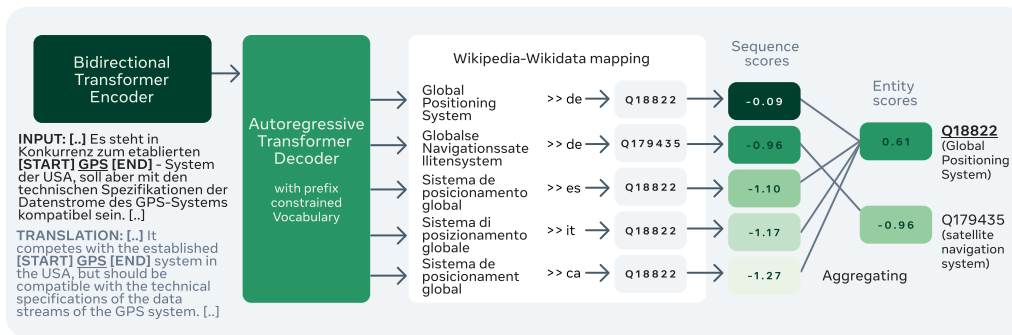 Bidirectional
Transformer
Encoder
INPUT: [..] Es steht in
Konkurrenz zum etablierten
[START] GPS [END] - System
der USA, soll aber mit den
technischen Spezifikationen der
Datenstrome des GPS-Systems
kompatibel sein. [..]
TRANSLATION: [..] It
competes with the established
[START] GPS [END] system in
the USA, but should be
compatible with the technical
specifications of the data
streams of the GPS system. [..]
Autoregressive
Transformer
Decoder
with prefix
constrained
Vocabulary
Wikipedia-Wikidata mapping
Global
Positioning
System
>> de
Q18822
Globalse
Navigationssate
llitensystem
>> de
Q179435
Sistema de
posicionamento
global
>> es
Q18822
Sistema di
posizionamento
globale
>> it
Q18822
Sistema de
posicionament
global
>> ca
Q18822
Sequence
scores
-0.09
-0.96
-1.10
-1.17
-1.27
Entity
scores
0.61
-0.96
Q18822
(Global
Positioning
System)
Q179435
(satellite
navigation
system)
Aggregating